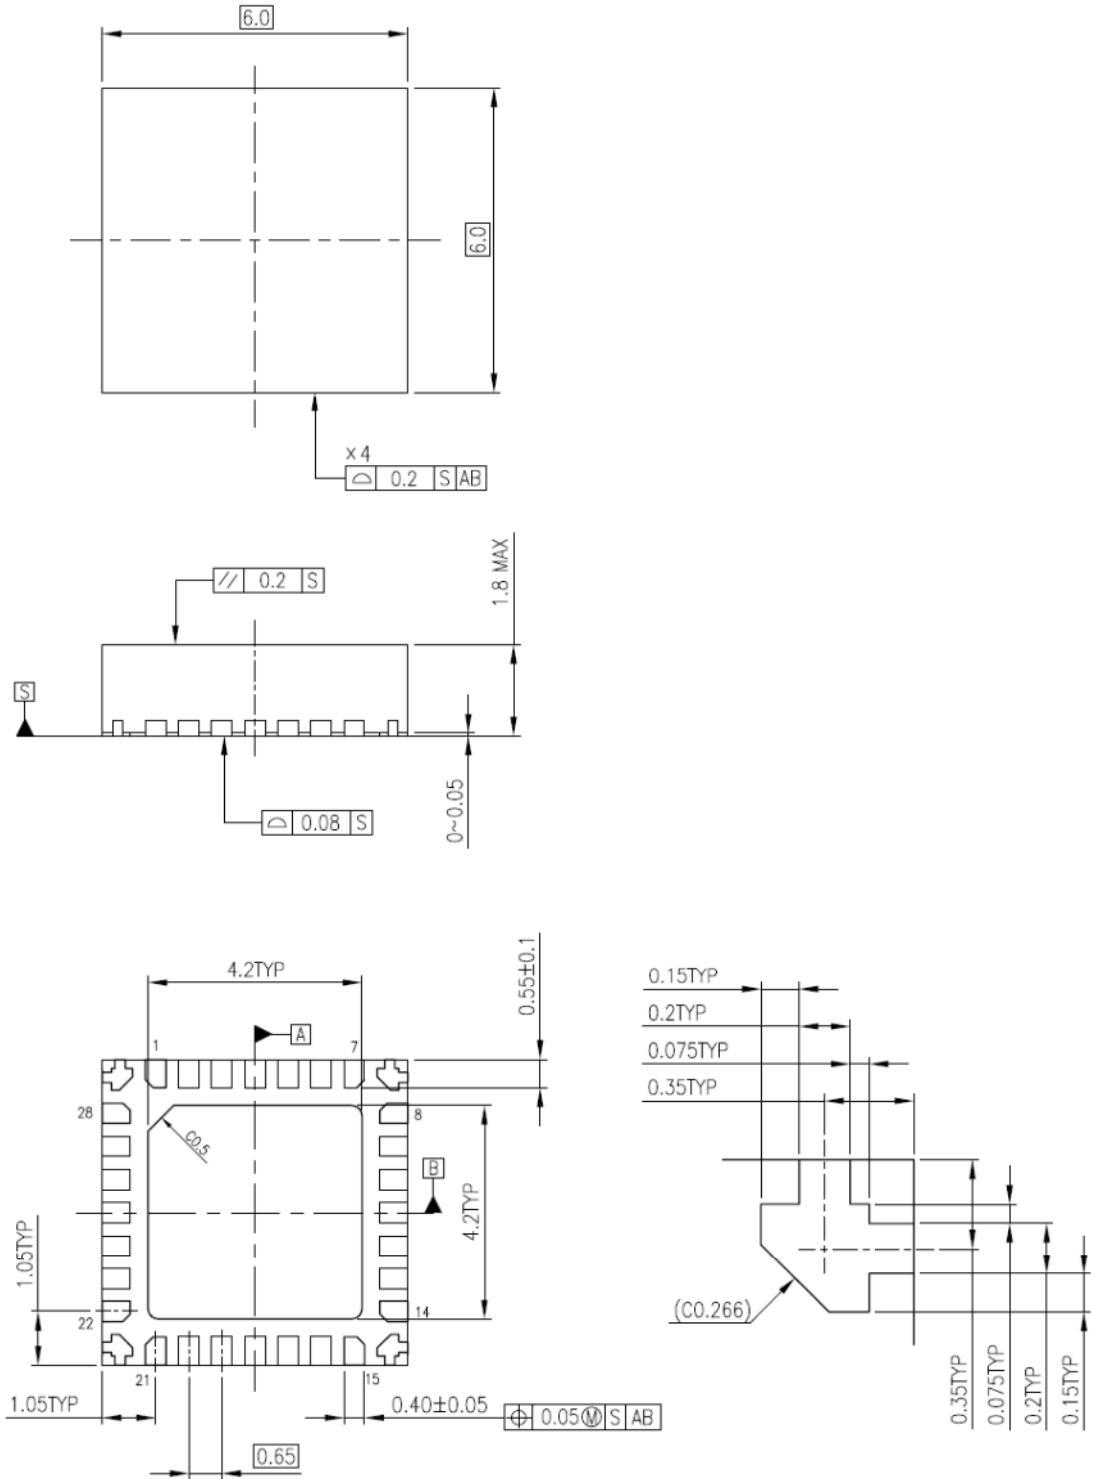 6.0
6.0
x4
⌓ 0.2 S AB
1.8 MAX
// 0.2 S
S
0~0.05
⌓ 0.08 S
4.2TYP
0.55±0.1
A
1
7
28
8
C0.5
B
4.2TYP
1.05TYP
22
14
21
15
1.05TYP
0.40±0.05
⌖ 0.05Ⓜ S AB
0.65
0.15TYP
0.2TYP
0.075TYP
0.35TYP
(C0.266)
0.35TYP
0.075TYP
0.2TYP
0.15TYP